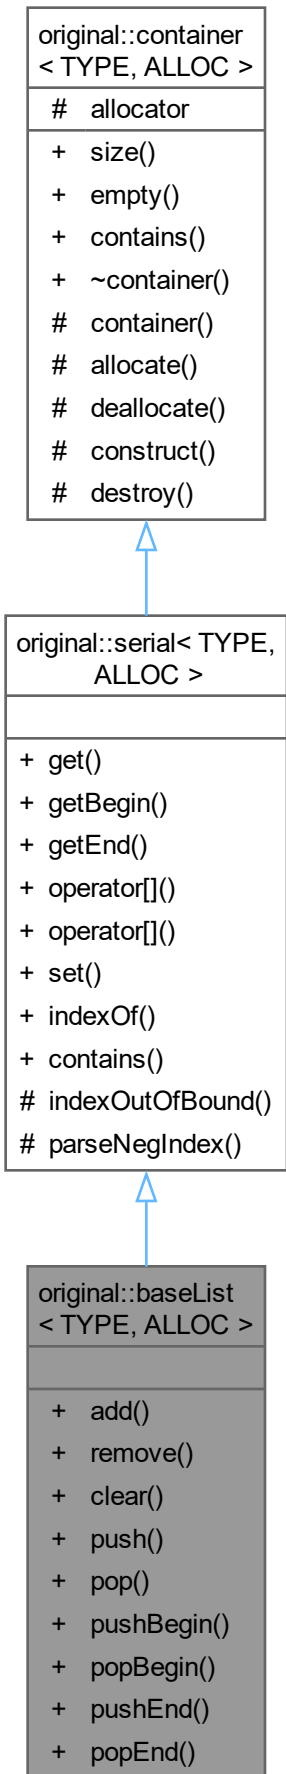 original::container
< TYPE, ALLOC >
# allocator
+ size()
+ empty()
+ contains()
+ ~container()
# container()
# allocate()
# deallocate()
# construct()
# destroy()
original::serial< TYPE,
ALLOC >
+ get()
+ getBegin()
+ getEnd()
+ operator[]()
+ operator[]()
+ set()
+ indexOf()
+ contains()
# indexOutOfBound()
# parseNegIndex()
original::baseList
< TYPE, ALLOC >
+ add()
+ remove()
+ clear()
+ push()
+ pop()
+ pushBegin()
+ popBegin()
+ pushEnd()
+ popEnd()